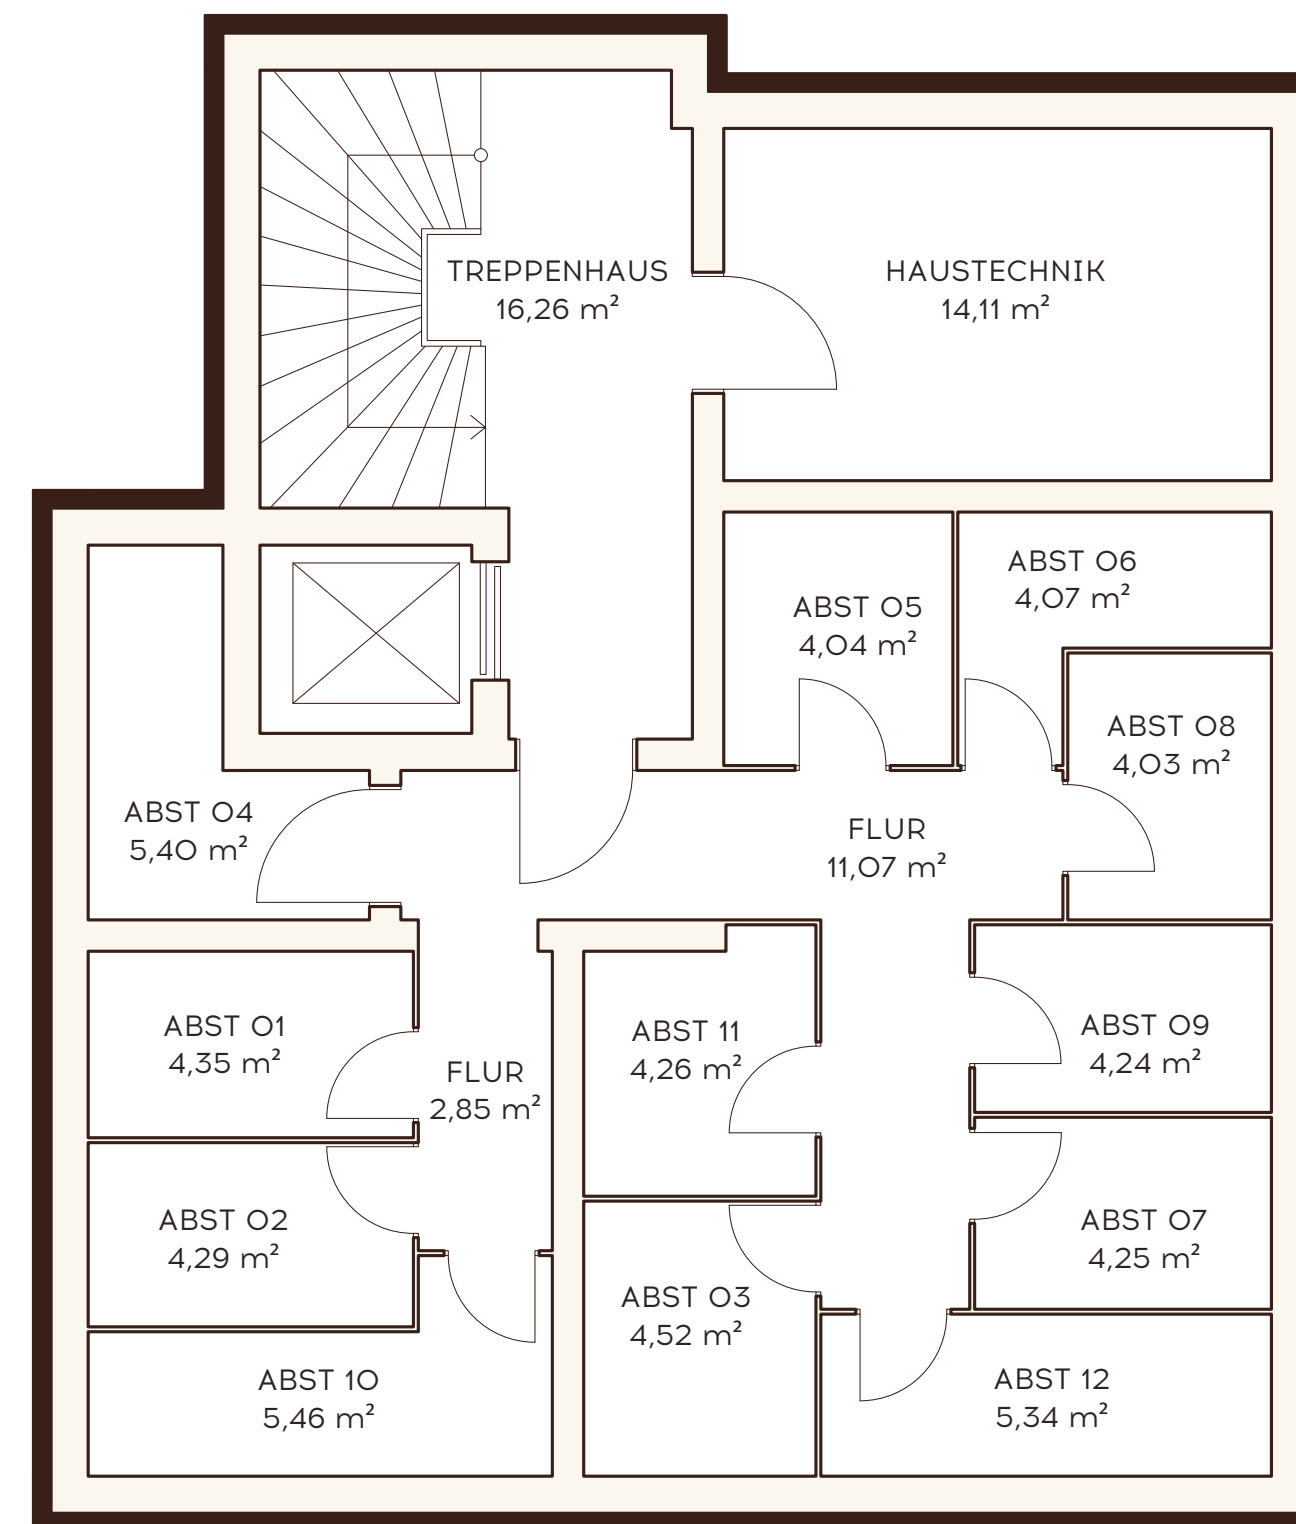 TREPPENHAUS
16,26 m²
HAUSTECHNIK
14,11 m²
ABST 05
4,04 m²
ABST 06
4,07 m²
ABST 08
4,03 m²
ABST 04
5,40 m²
FLUR
11,07 m²
ABST 01
4,35 m²
FLUR
2,85 m²
ABST 11
4,26 m²
ABST 09
4,24 m²
ABST 02
4,29 m²
ABST 03
4,52 m²
ABST 07
4,25 m²
ABST 10
5,46 m²
ABST 12
5,34 m²